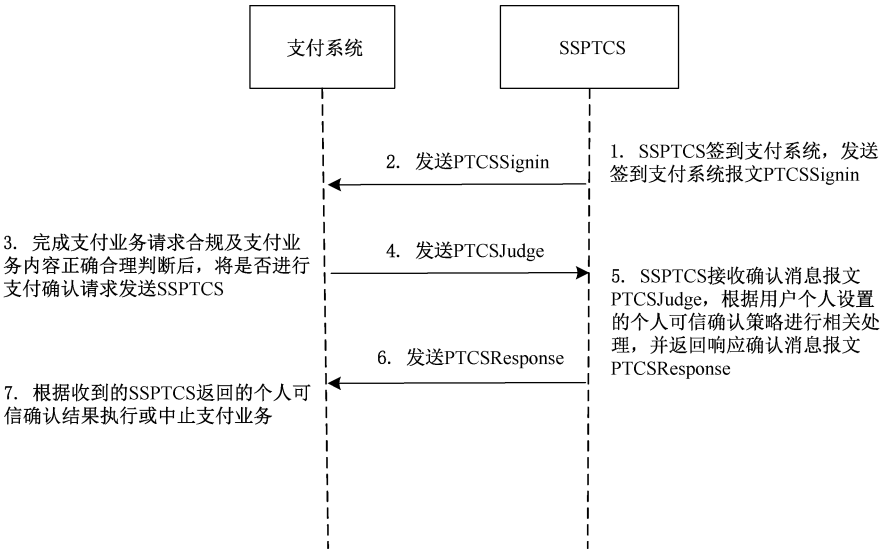 支付系统
SSPTCS
1. SSPTCS签到支付系统，发送
签到支付系统报文PTCSSignin
2. 发送PTCSSignin
3. 完成支付业务请求合规及支付业
务内容正确合理判断后，将是否进行
支付确认请求发送SSPTCS
4. 发送PTCSJudge
5. SSPTCS接收确认消息报文
PTCSJudge，根据用户个人设置
的个人可信确认策略进行相关处
理，并返回响应确认消息报文
PTCSResponse
6. 发送PTCSResponse
7. 根据收到的SSPTCS返回的个人可
信确认结果执行或中止支付业务